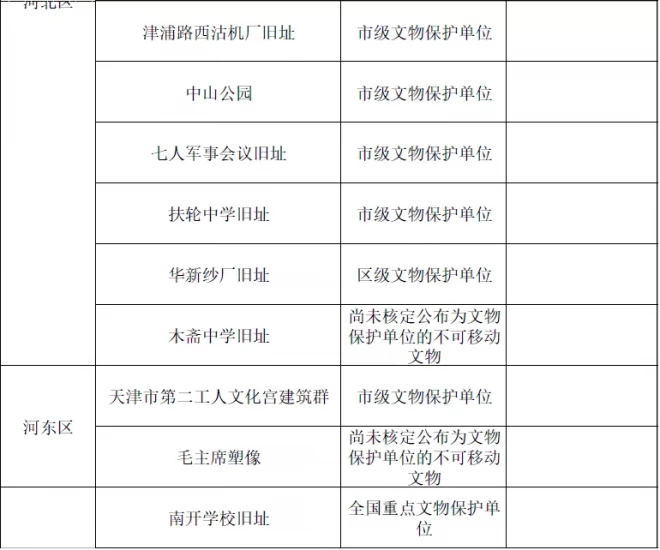 河北区
津浦路西沽机厂旧址
市级文物保护单位
中山公园
市级文物保护单位
七人军事会议旧址
市级文物保护单位
扶轮中学旧址
市级文物保护单位
华新纱厂旧址
区级文物保护单位
木斋中学旧址
尚未核定公布为文物
保护单位的不可移动
文物
河东区
天津市第二工人文化宫建筑群
市级文物保护单位
毛主席塑像
尚未核定公布为文物
保护单位的不可移动
文物
南开学校旧址
全国重点文物保护单
位